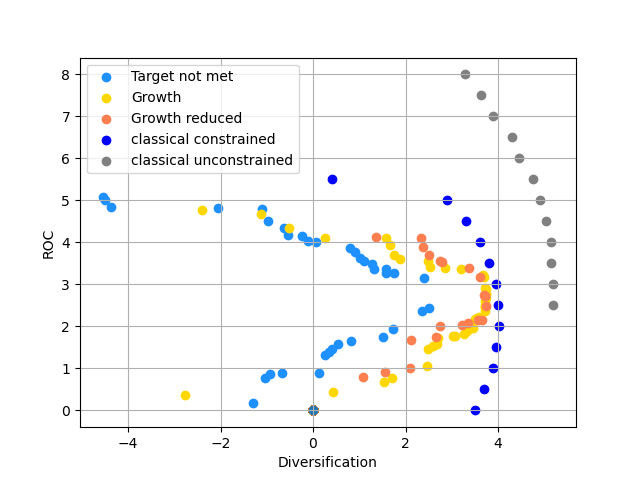 Target not met
Growth
Growth reduced
classical constrained
classical unconstrained
8
7
6
5
4
3
2
1
0
ROC
−4 −2 0 2 4
Diversification